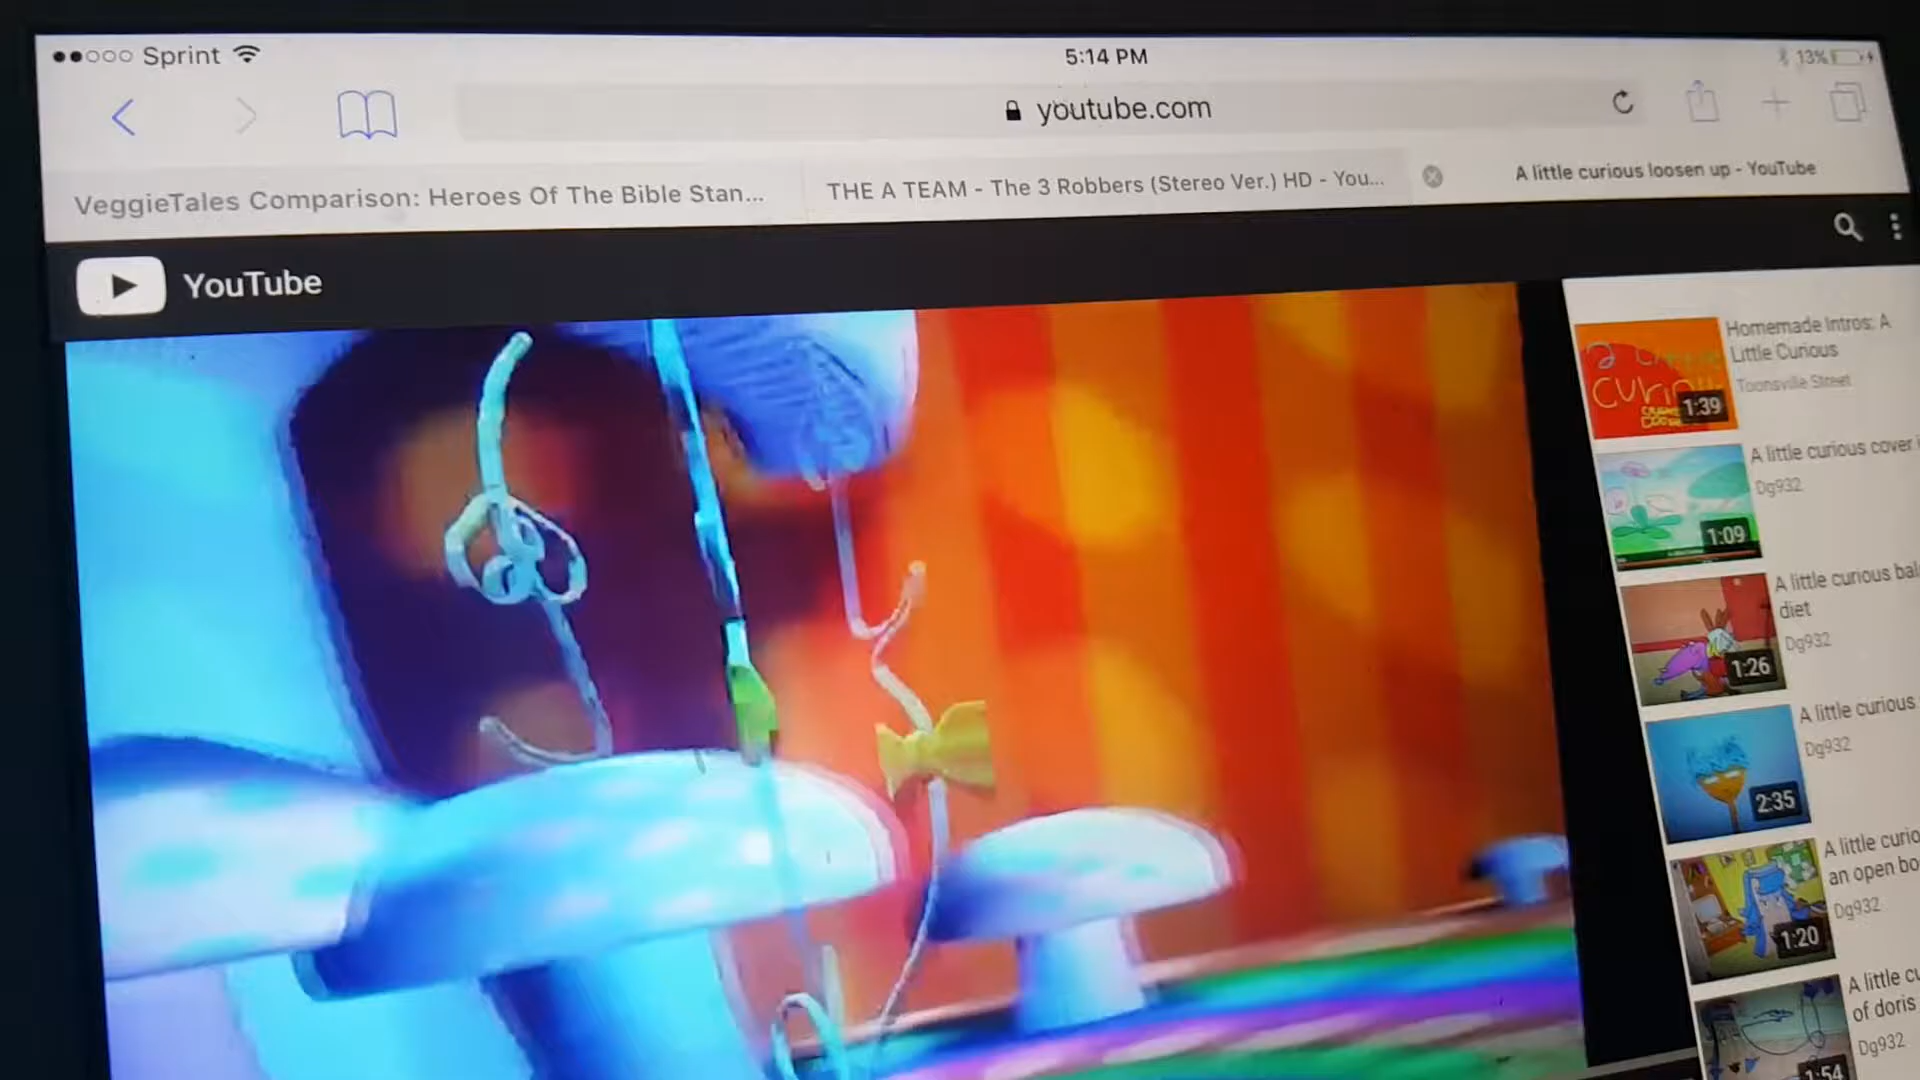 Sprint
5:14 PM
13%
youtube.com
VeggieTales Comparison: Heroes Of The Bible Stan...
THE A TEAM - The 3 Robbers (Stereo Ver.) HD - You...
A little curious loosen up - YouTube
YouTube
Homemade Intros: A
Little Curious
Toonsville Street
1:39
A little curious cover
Dg932
1:09
A little curious bal
diet
Dg932
1:26
A little curious
Dg932
2:35
A little curio
an open bo
Dg932
1:20
A little cu
of doris
Dg932
1:54